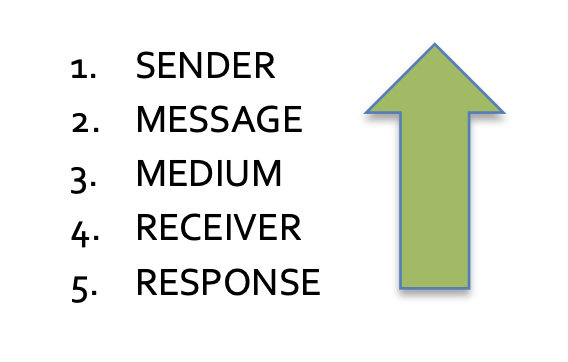 1. SENDER
2. MESSAGE
3. MEDIUM
4. RECEIVER
5. RESPONSE